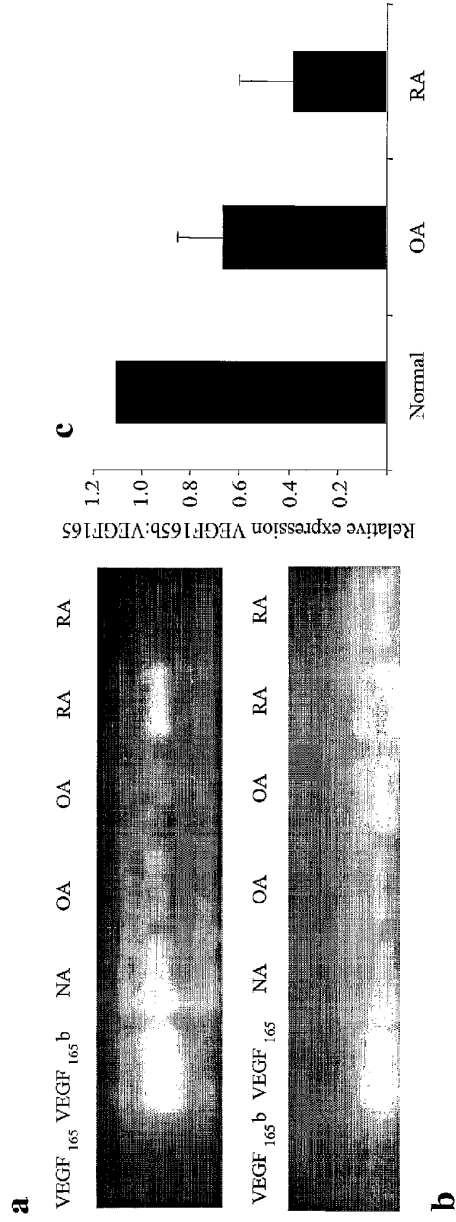 a
VEGF165 VEGF165b NA OA OA RA RA
VEGF165b VEGF165 NA OA OA RA RA
b
c
Relative expression VEGF165b:VEGF165
1.2
1.0
0.8
0.6
0.4
0.2
Normal OA RA